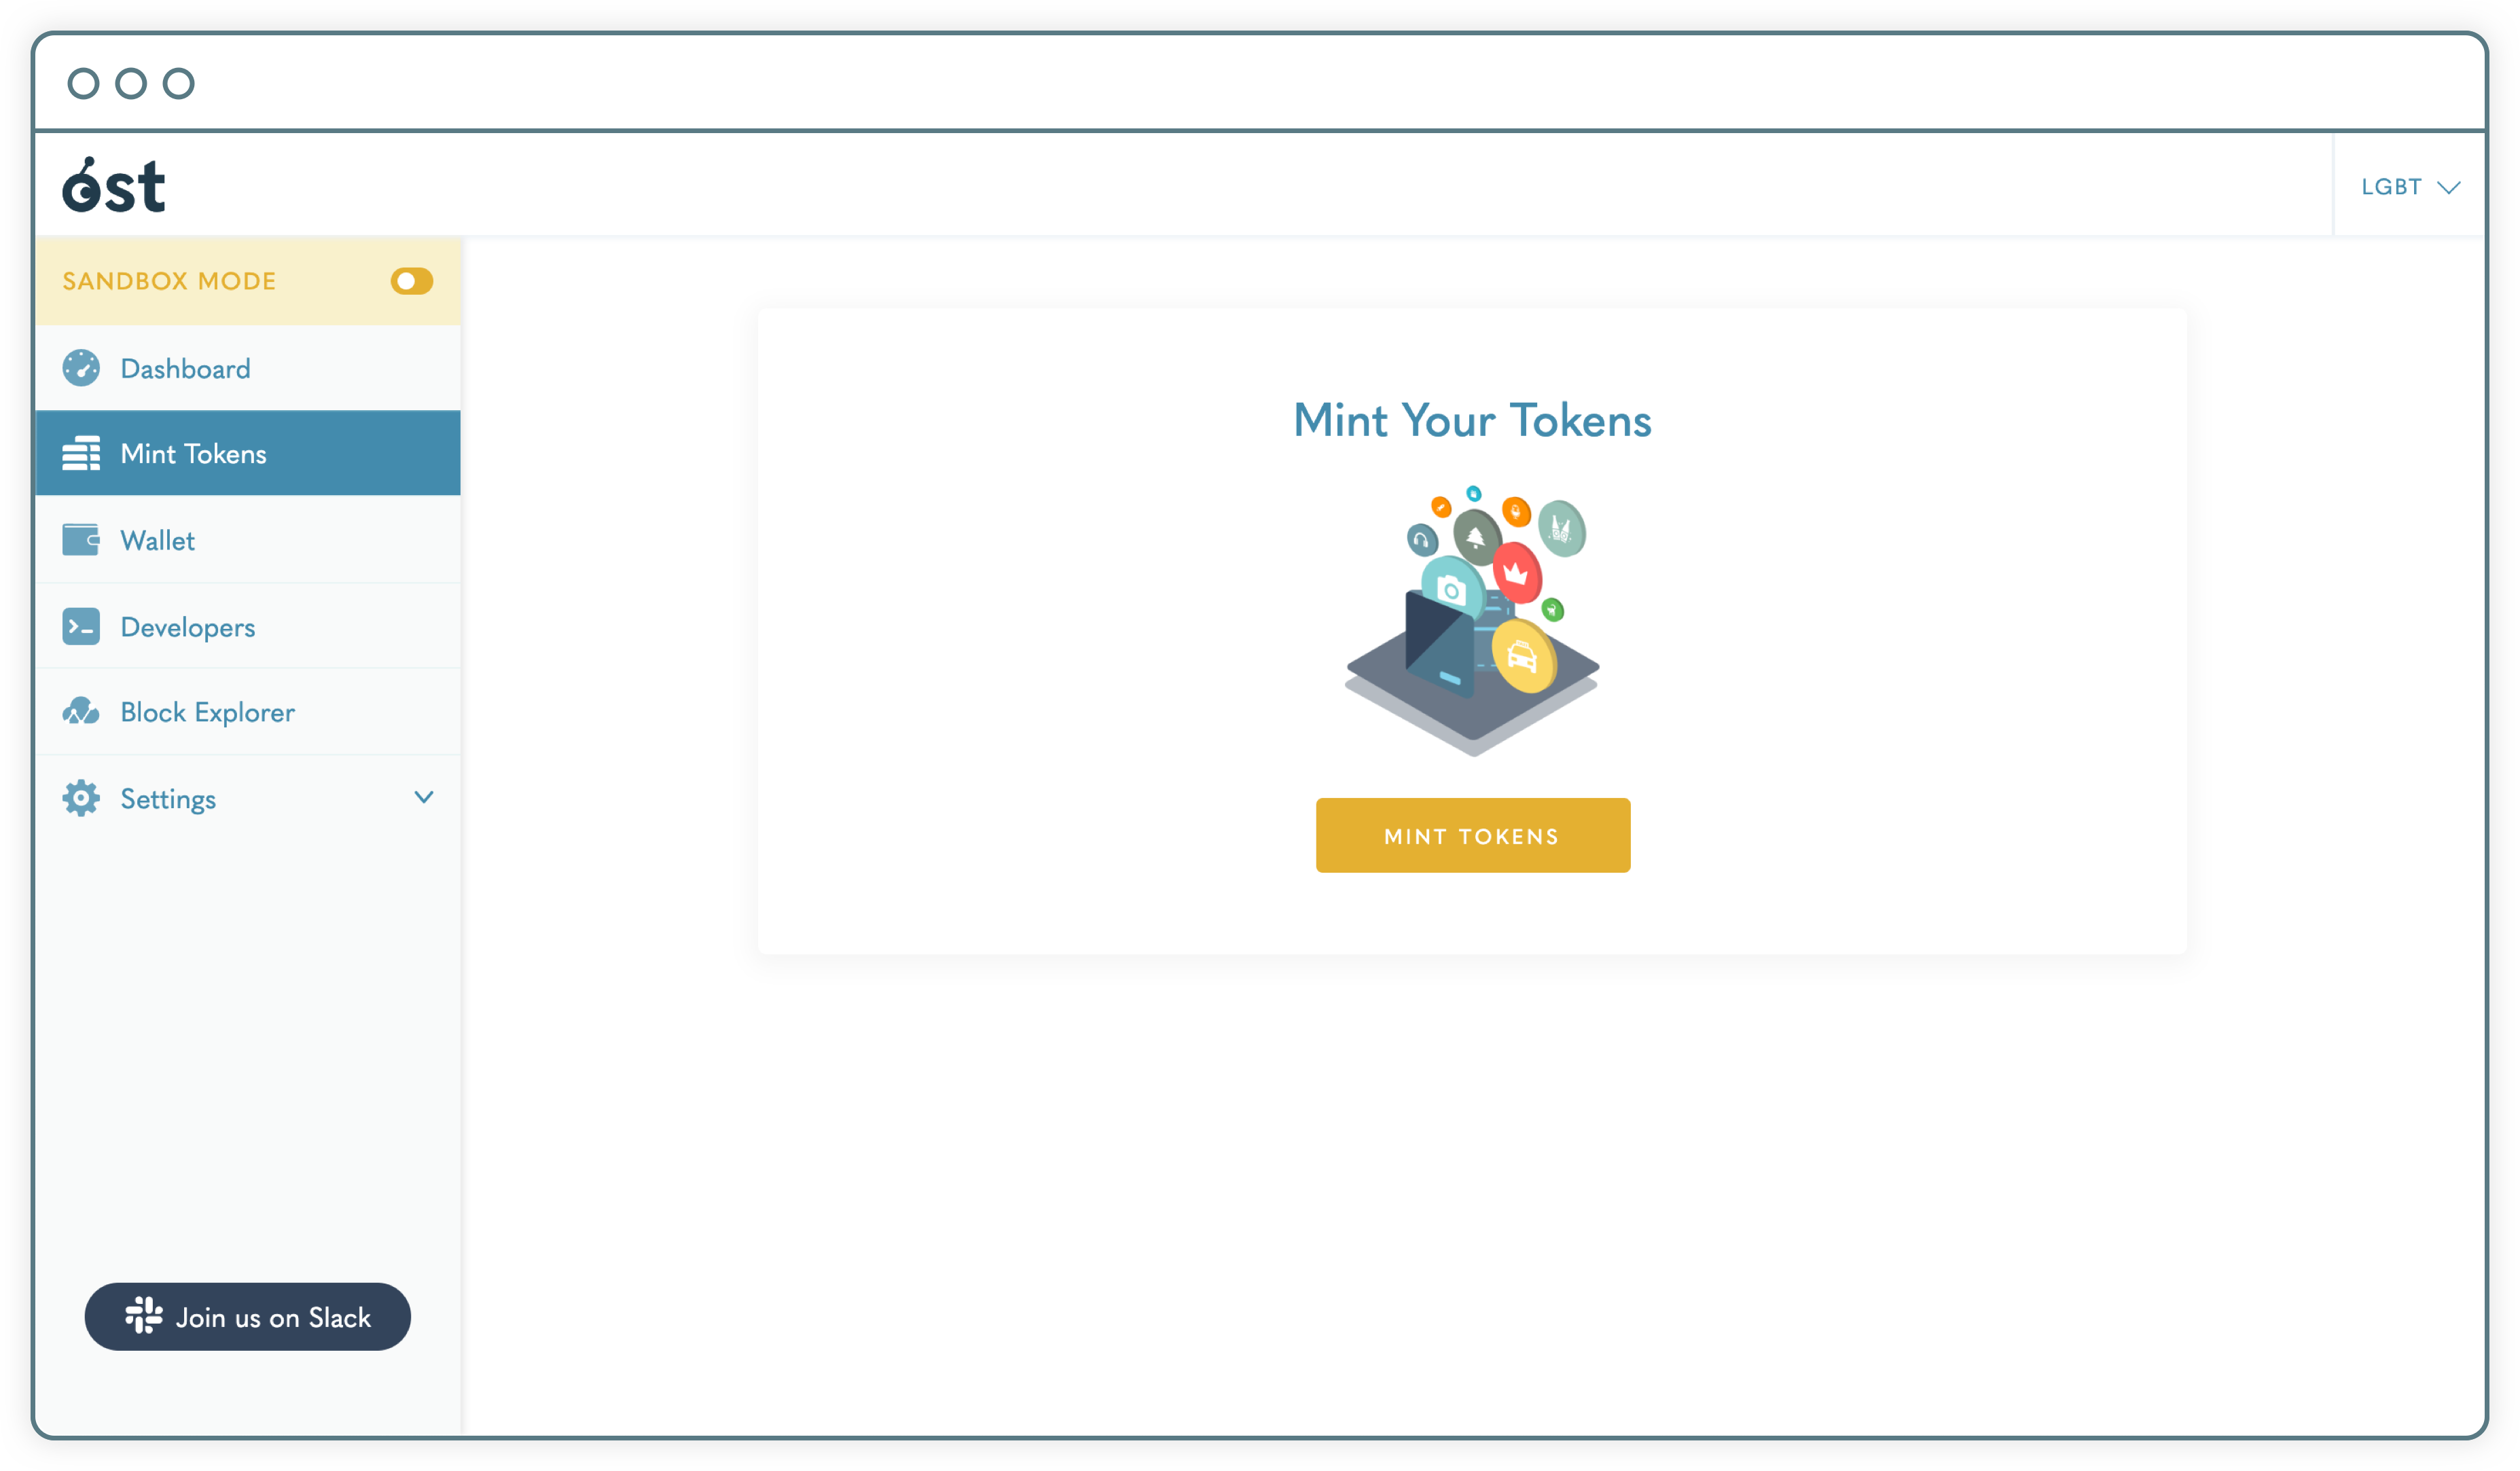 ost
LGBT
SANDBOX MODE
Dashboard
Mint Tokens
Wallet
Developers
Block Explorer
Settings
Join us on Slack
Mint Your Tokens
MINT TOKENS